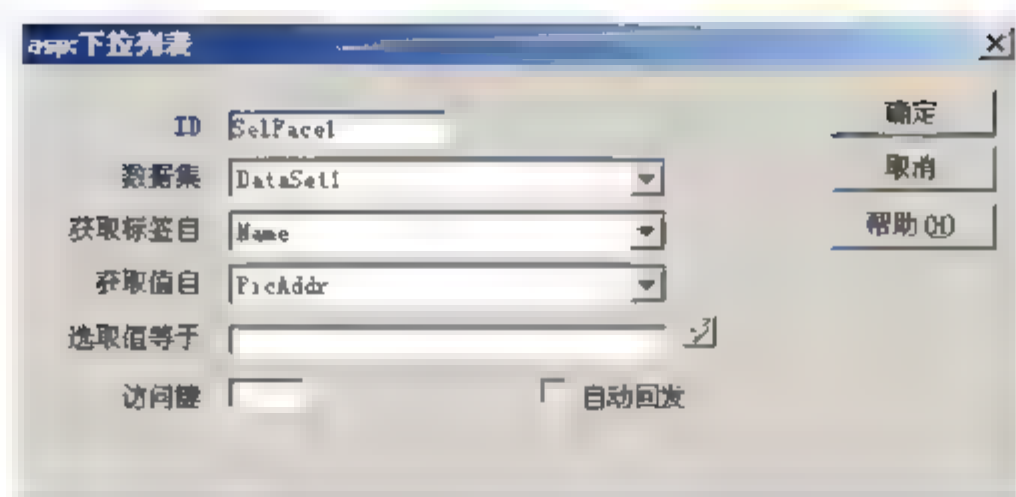 asp:下拉列表
ID SelFace1
确定
数据集 DataSet1
取消
获取标签自 Name
帮助(H)
获取值自 PicAddr
选取值等于
访问键
自动回发